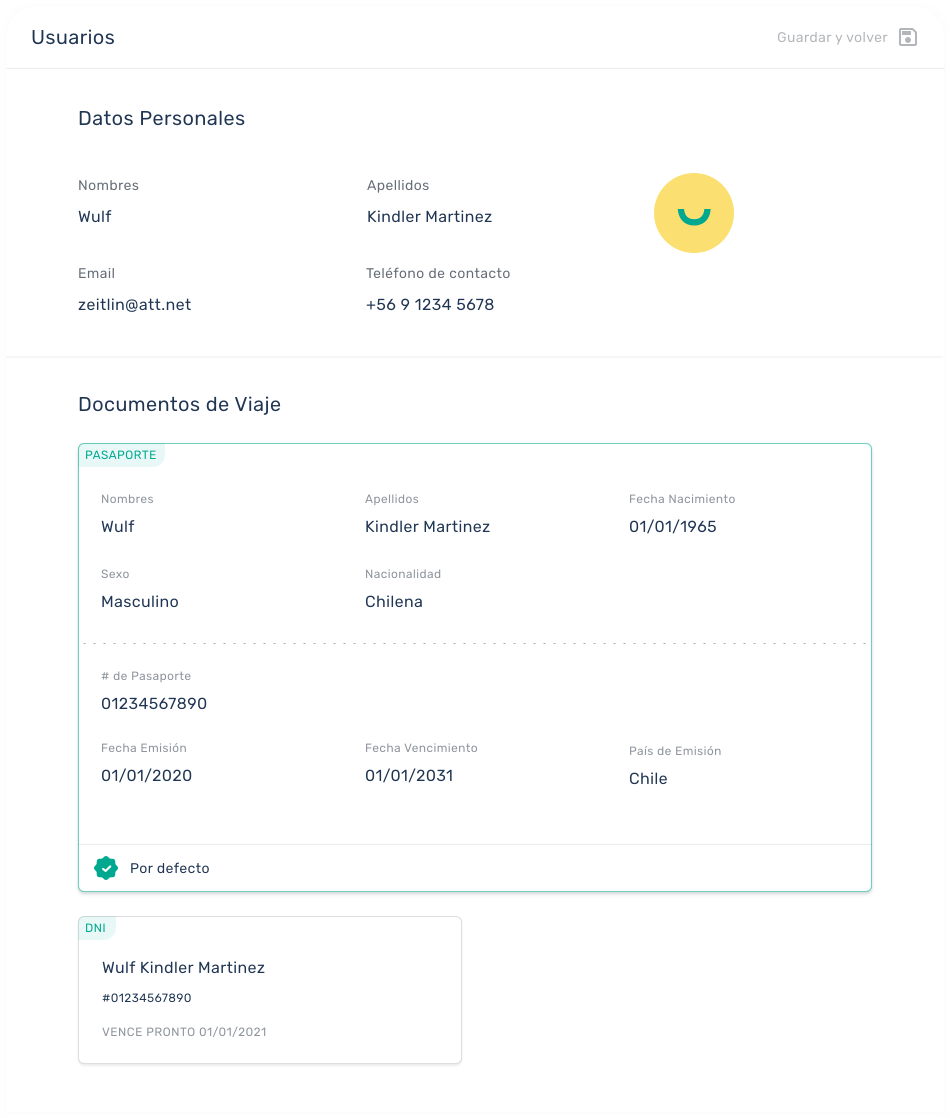 Usuarios
Guardar y volver
Datos Personales
Nombres
Apellidos
Wulf
Kindler Martinez
Email
Teléfono de contacto
zeitlin@att.net
+56 9 1234 5678
Documentos de Viaje
PASAPORTE
Nombres
Apellidos
Fecha Nacimiento
Wulf
Kindler Martinez
01/01/1965
Sexo
Nacionalidad
Masculino
Chilena
# de Pasaporte
01234567890
Fecha Emisión
Fecha Vencimiento
País de Emisión
01/01/2020
01/01/2031
Chile
Por defecto
DNI
Wulf Kindler Martinez
#01234567890
VENCE PRONTO 01/01/2021